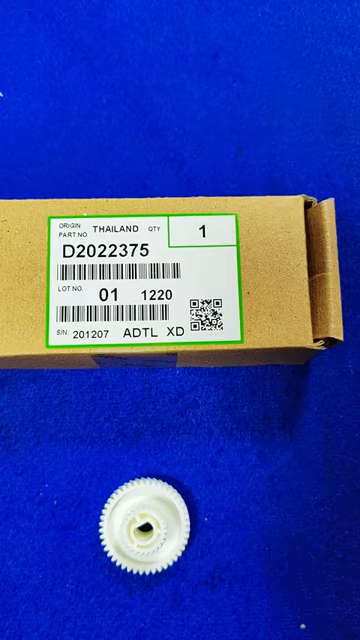 ORIGIN THAILAND QTY 1
PART NO.
D2022375
LOT NO. 01 1220
S/N: 201207 ADTL XD